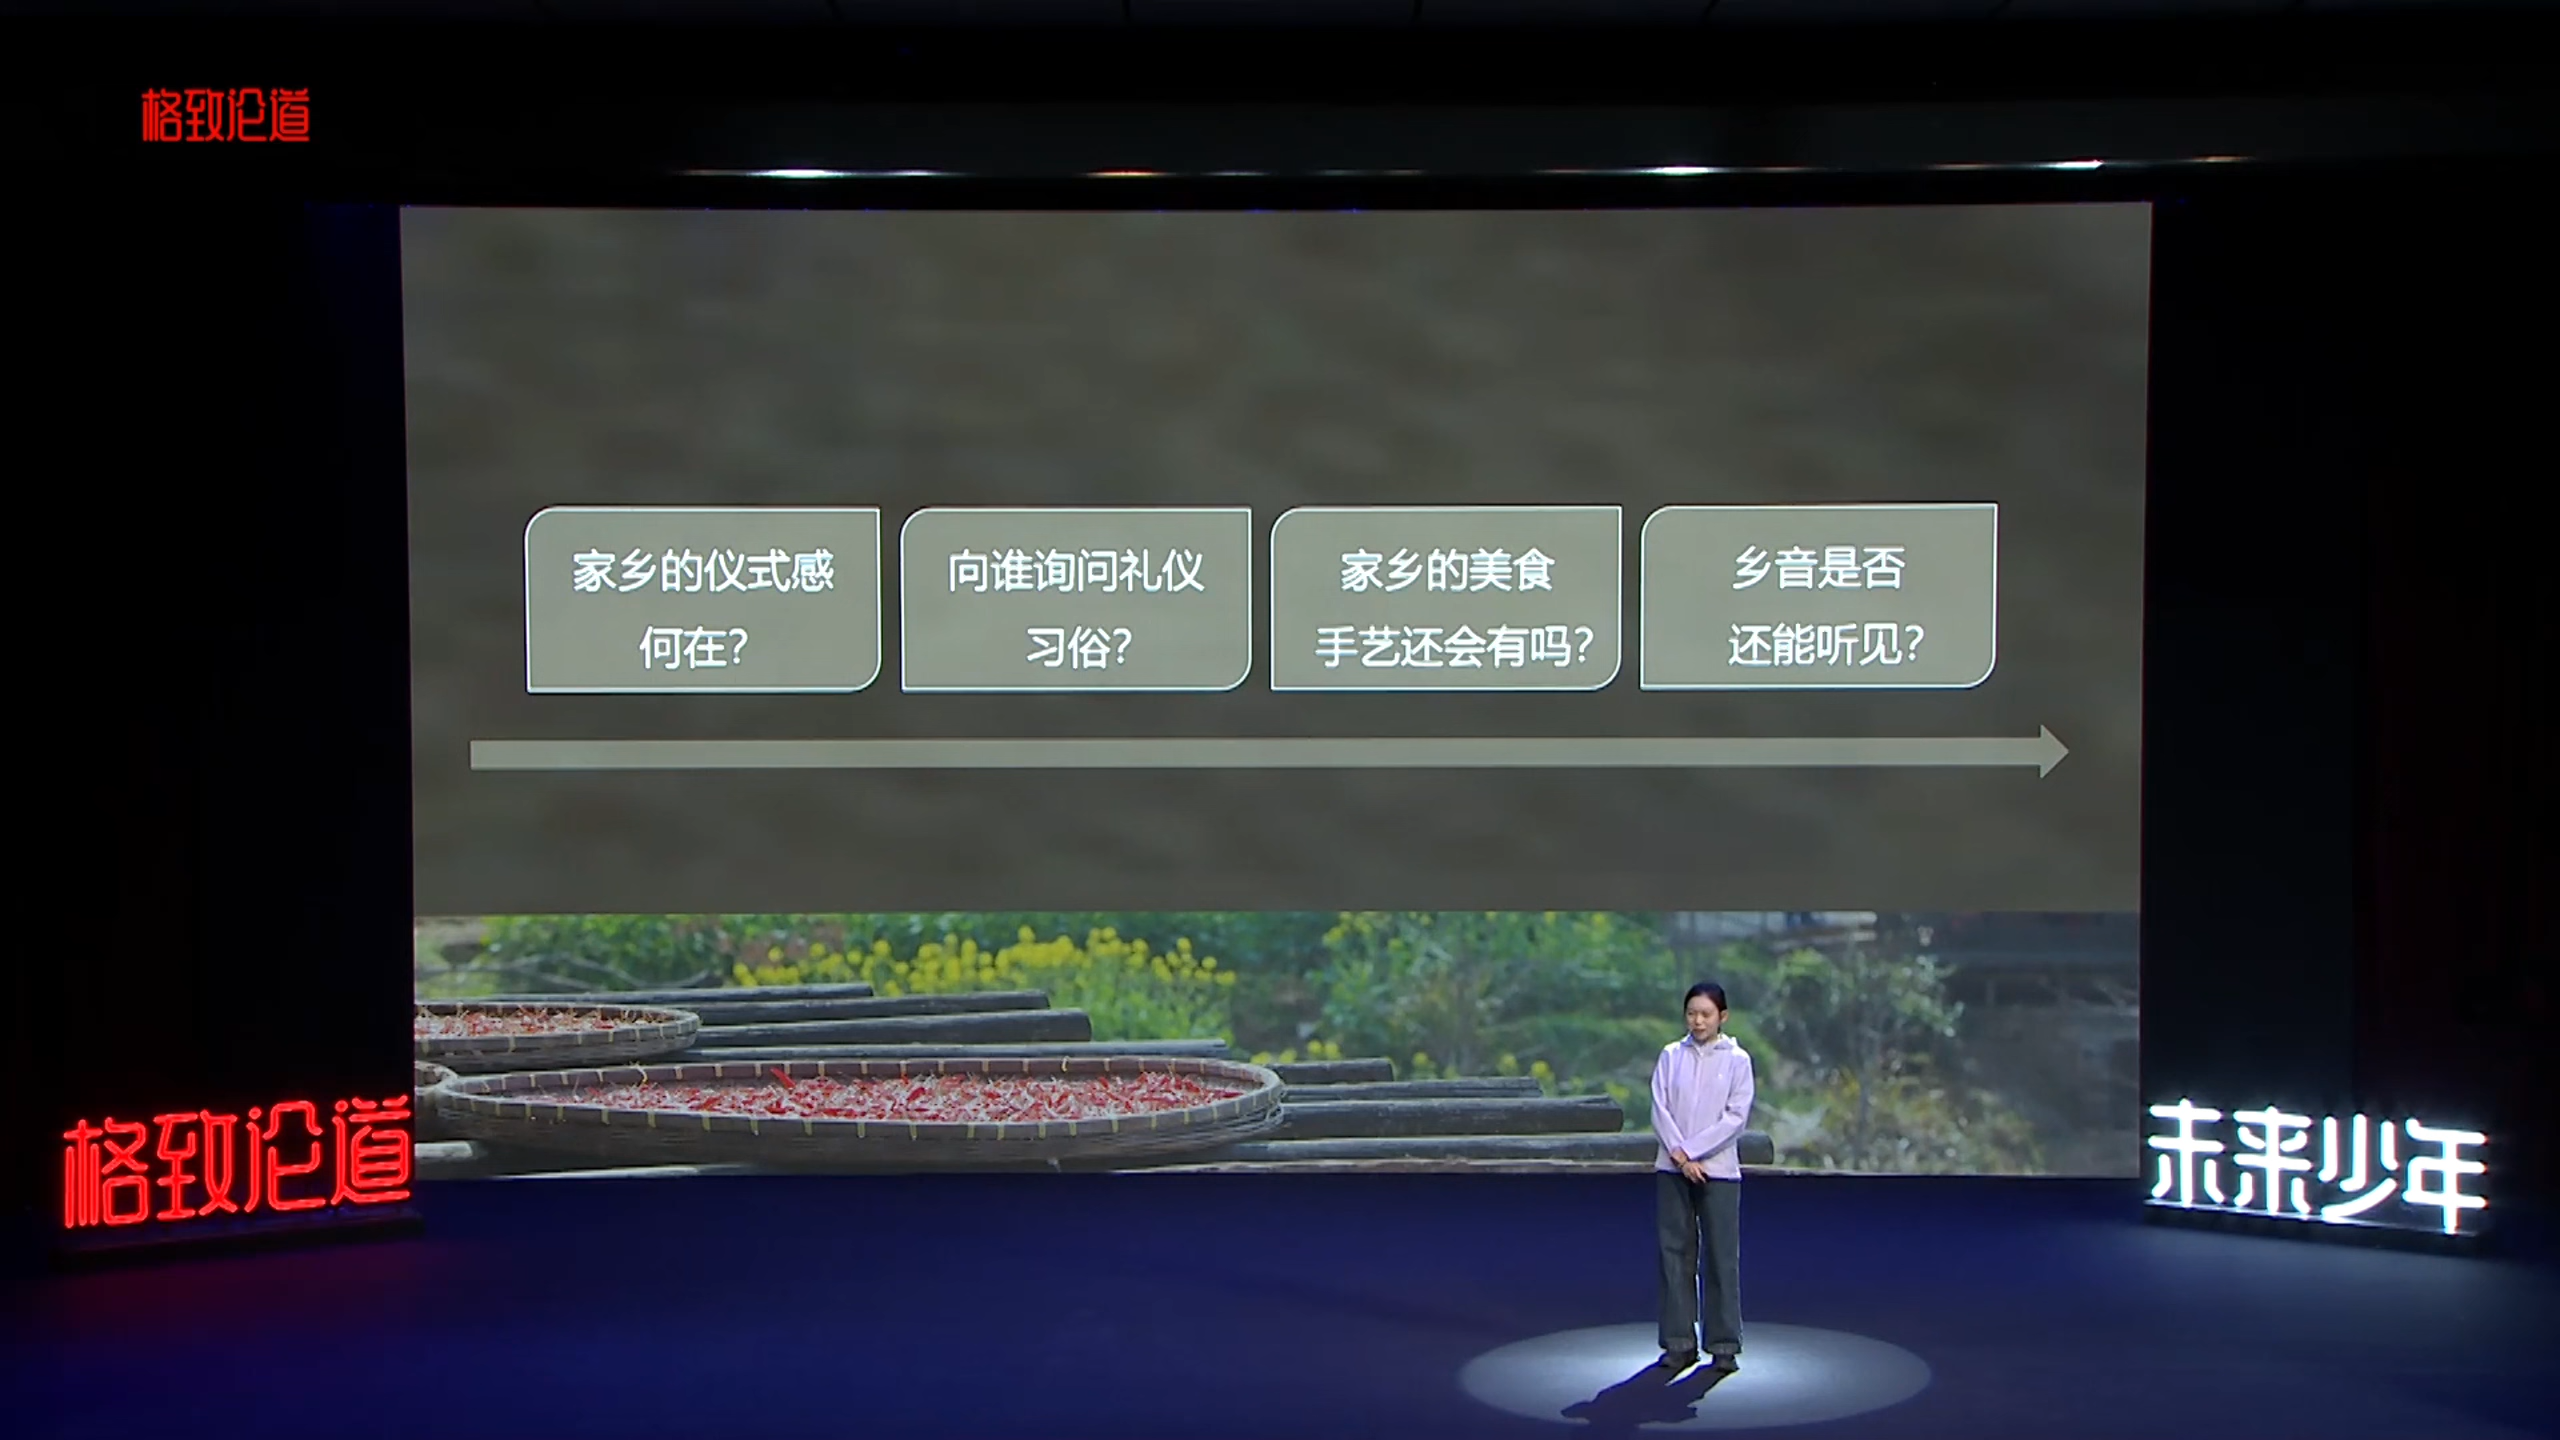 格致论道
家乡的仪式感
何在?
向谁询问礼仪
习俗?
家乡的美食
手艺还会有吗?
乡音是否
还能听见?
格致论道
未来少年